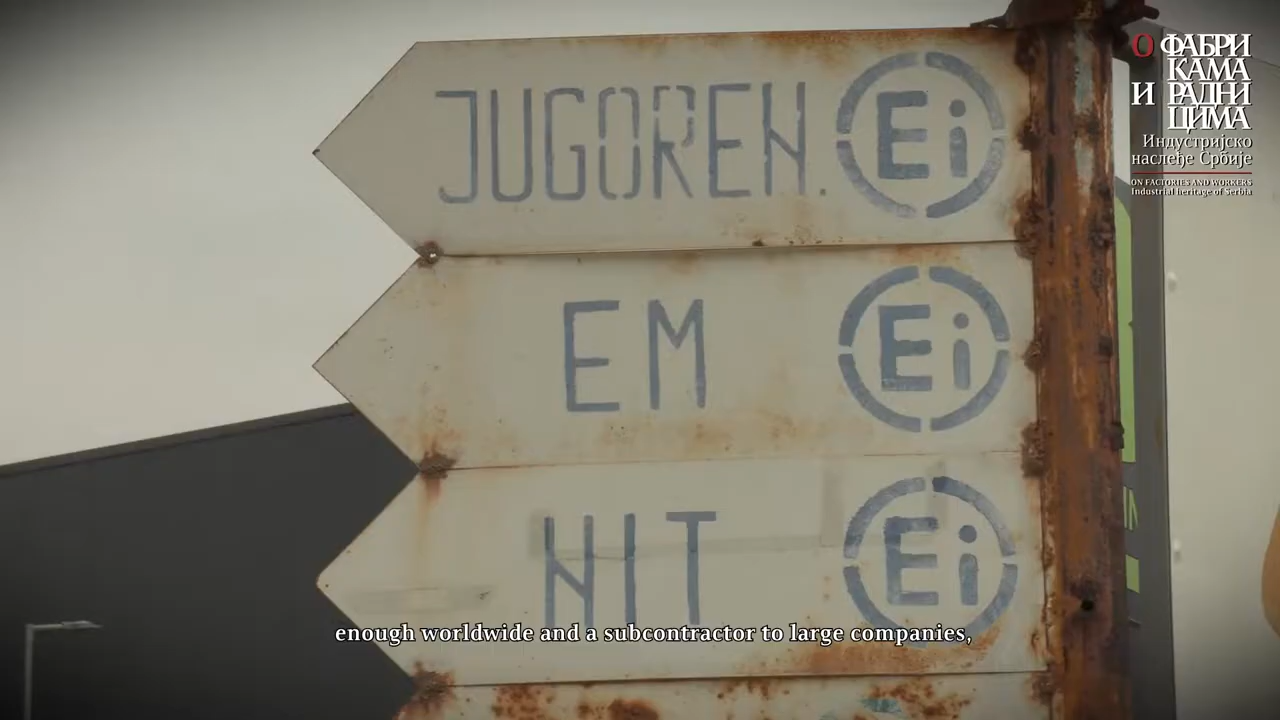 JUGOREN. Ei
EM Ei
NIT Ei
enough worldwide and a subcontractor to large companies,
О ФАБРИ
КАМА
И РАДНИ
ЦИМА
Индустријско
наслеђе Србије
ON FACTORIES AND WORKERS
Industrial heritage of Serbia